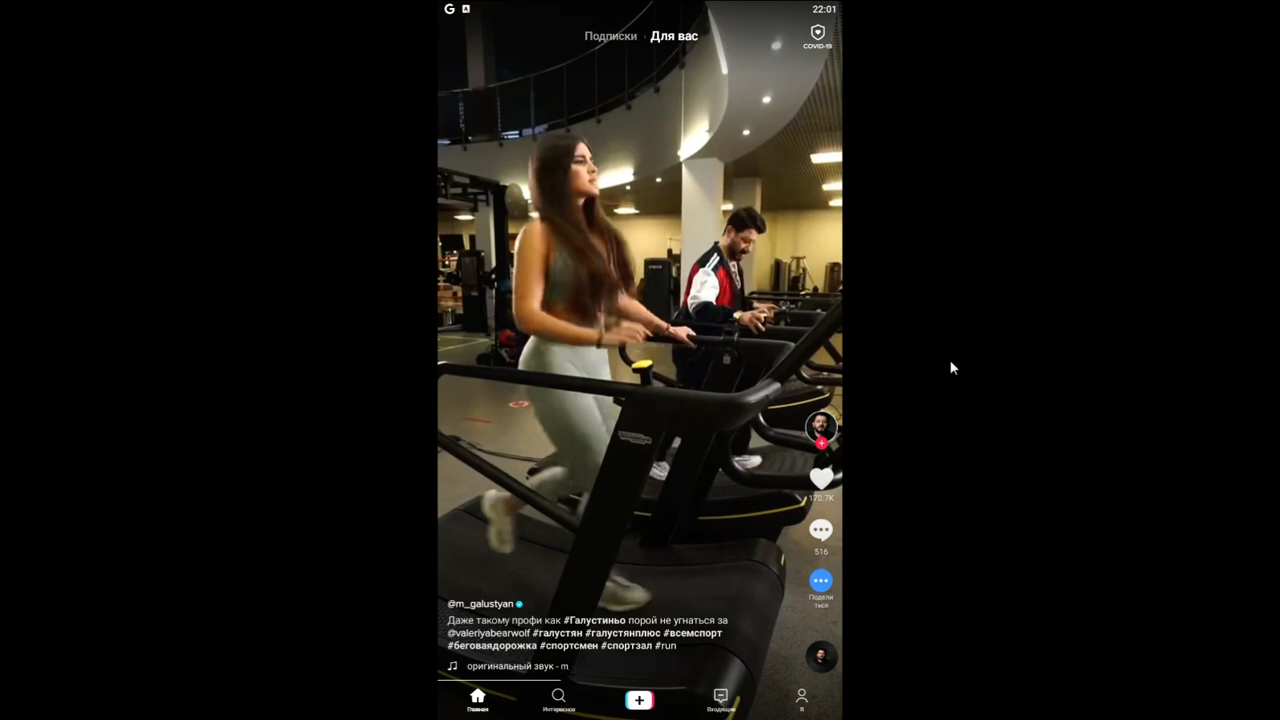 22:01
Подписки
Для вас
COVID-19
170.7K
516
Подели
ться
@m_galustyan
Даже такому профи как #Галустиньо порой не угнаться за
@valeriyabearwolf #галустян #галустянплюс #всемспорт
#беговаядорожка #спортсмен #спортзал #run
оригинальный звук - m
Главная
Интересное
Входящие
Я